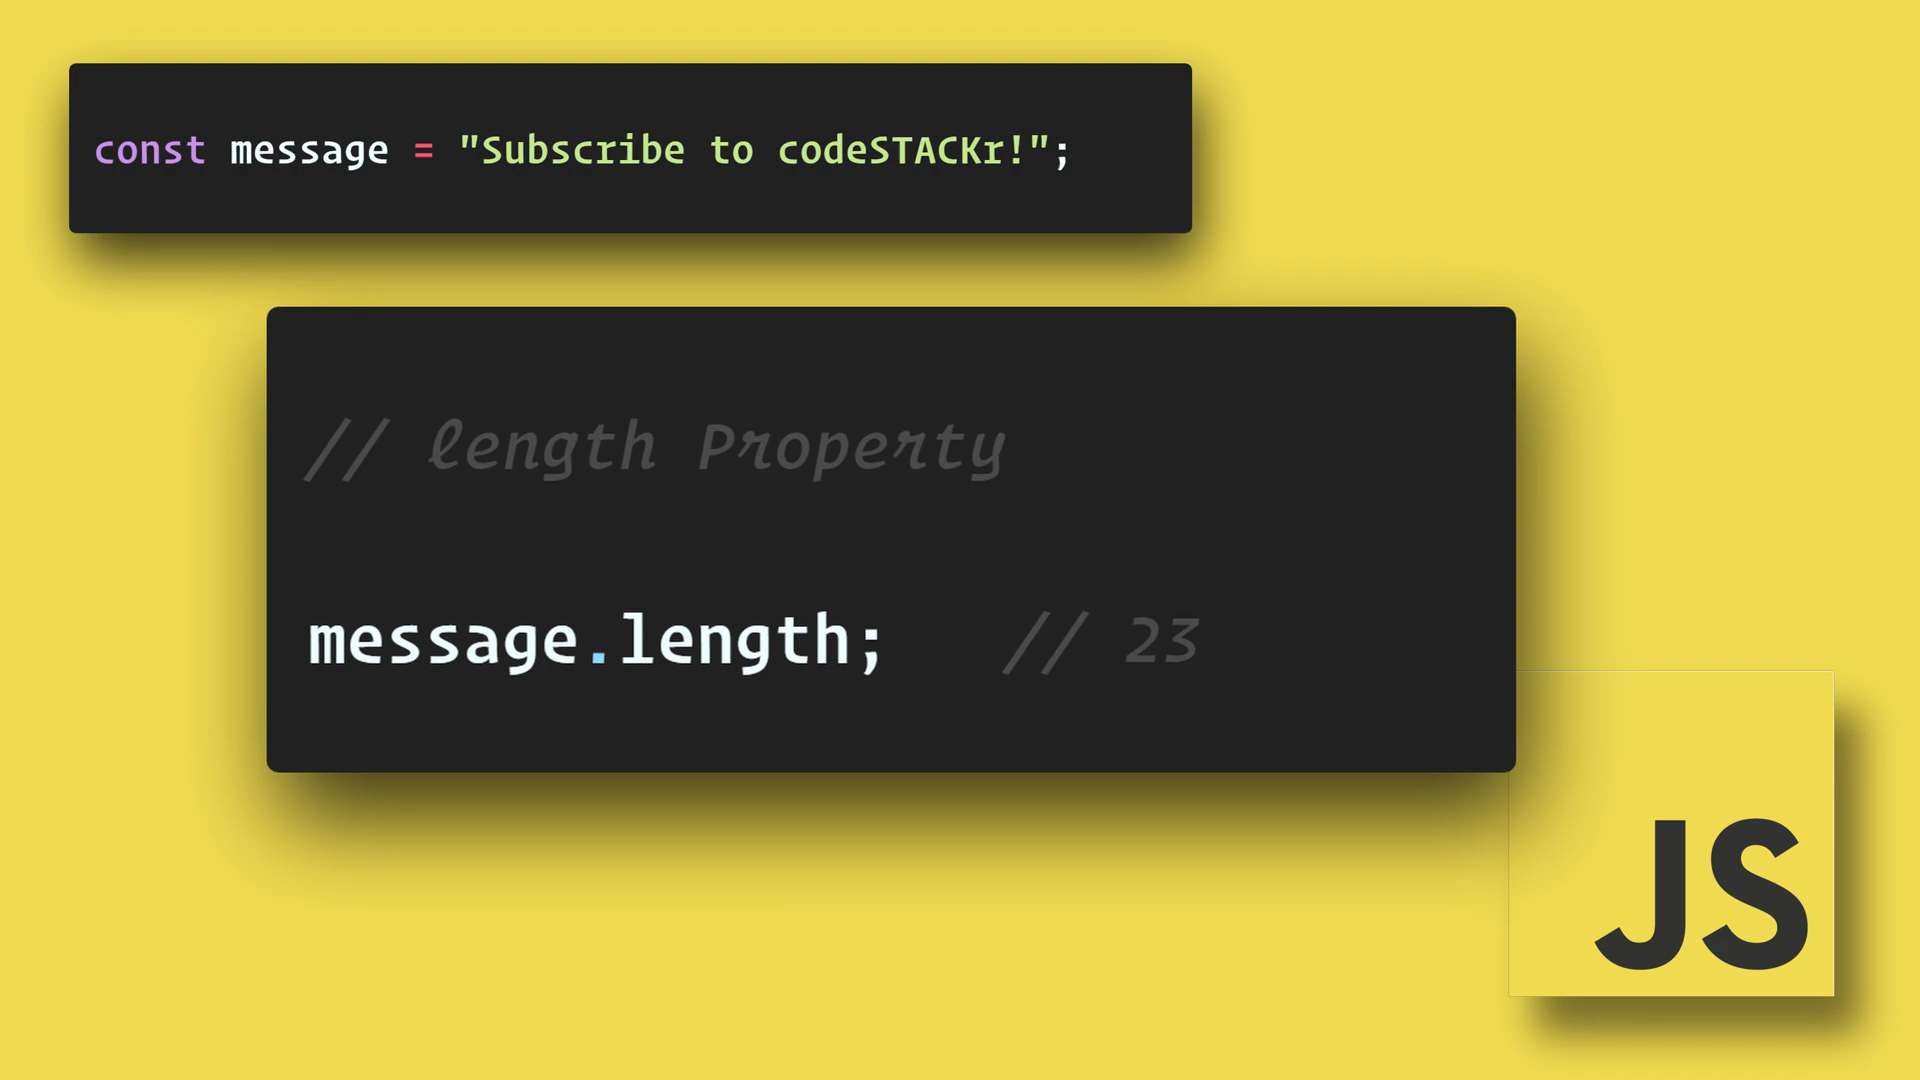 const message = "Subscribe to codeSTACKr!";
// length Property
message.length; // 23
JS